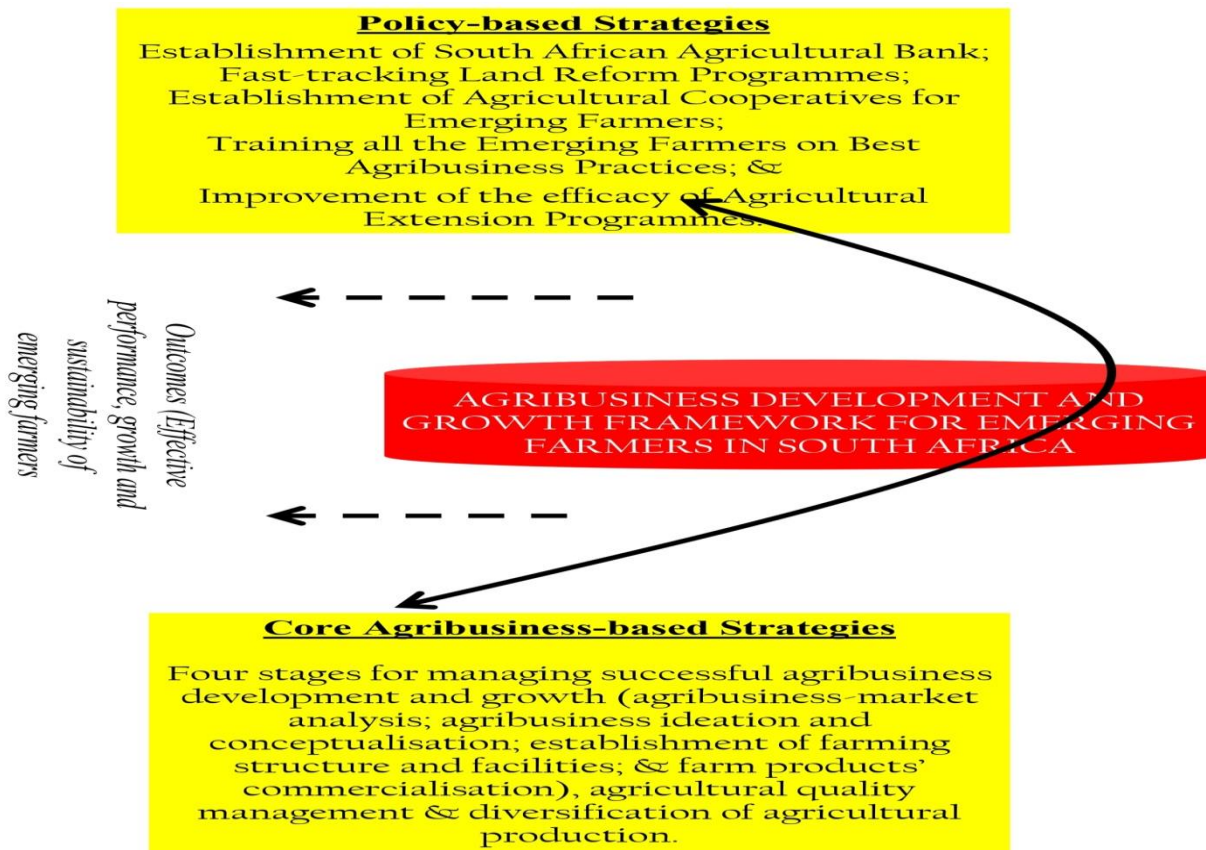 Policy-based Strategies
Establishment of South African Agricultural Bank;
Fast-tracking Land Reform Programmes;
Establishment of Agricultural Cooperatives for
Emerging Farmers;
Training all the Emerging Farmers on Best
Agribusiness Practices; &
Improvement of the efficacy of Agricultural
Extension Programmes.
Outcomes (Effective
performance, growth and
sustainability of
emerging farmers
AGRIBUSINESS DEVELOPMENT AND
GROWTH FRAMEWORK FOR EMERGING
FARMERS IN SOUTH AFRICA
Core Agribusiness-based Strategies
Four stages for managing successful agribusiness
development and growth (agribusiness-market
analysis; agribusiness ideation and
conceptualisation; establishment of farming
structure and facilities; & farm products’
commercialisation), agricultural quality
management & diversification of agricultural
production.